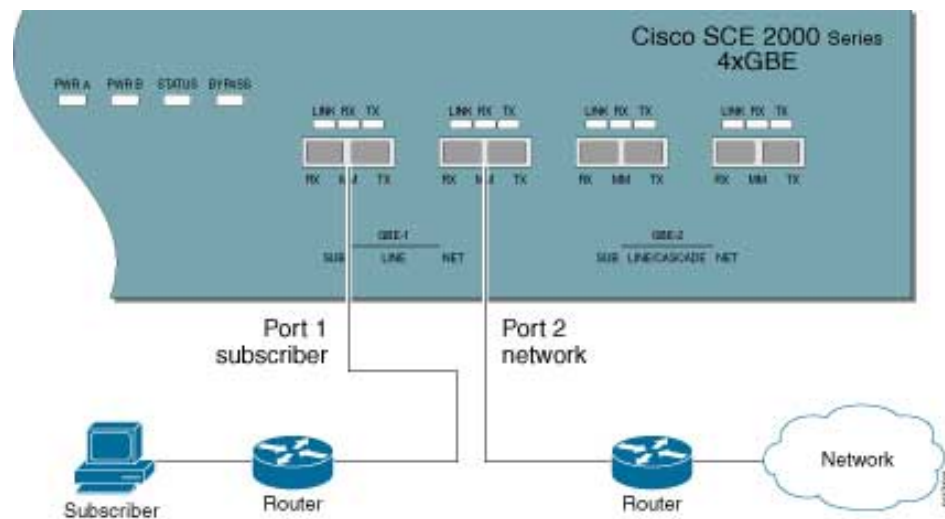 Cisco SCE 2000 Series
4xGBE
PWR A PWR B STATUS BYPASS
LINK RX TX LINK RX TX LINK RX TX LINK RX TX
RX MM TX RX TX RX MM TX RX MM TX
GBE-1 GBE-2
SUB LINE NET SUB LINE/CASCADE NET
Port 1
subscriber
Port 2
network
Network
Subscriber
Router
Router